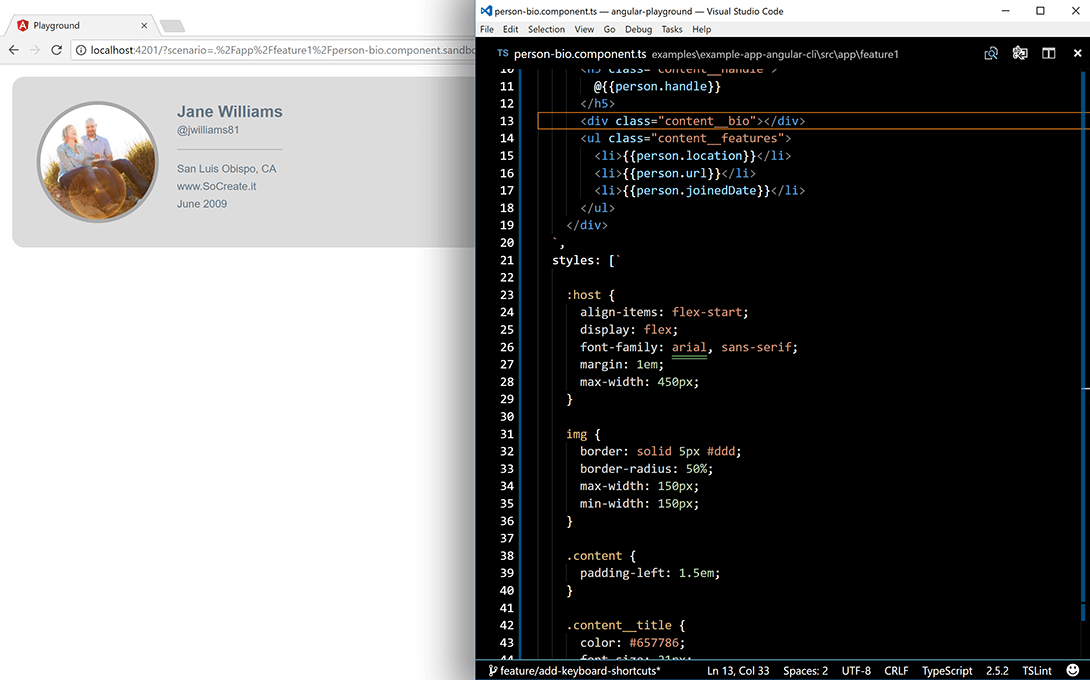 Playground
localhost:4201/?scenario=.%2Fapp%2Ffeature1%2Fperson-bio.component.sandbo
Jane Williams
@jwilliams81
San Luis Obispo, CA
www.SoCreate.it
June 2009
person-bio.component.ts — angular-playground — Visual Studio Code
File Edit Selection View Go Debug Tasks Help
TS person-bio.component.ts examples\example-app-angular-cli\src\app\feature1
10 <h5 class="content__handle">
11 @{{person.handle}}
12 </h5>
13 <div class="content__bio"></div>
14 <ul class="content__features">
15 <li>{{person.location}}</li>
16 <li>{{person.url}}</li>
17 <li>{{person.joinedDate}}</li>
18 </ul>
19 </div>
20 `,
21 styles: [`
22
23 :host {
24 align-items: flex-start;
25 display: flex;
26 font-family: arial, sans-serif;
27 margin: 1em;
28 max-width: 450px;
29 }
30
31 img {
32 border: solid 5px #ddd;
33 border-radius: 50%;
34 max-width: 150px;
35 min-width: 150px;
36 }
37
38 .content {
39 padding-left: 1.5em;
40 }
41
42 .content__title {
43 color: #657786;
44 font-size: 21px;
feature/add-keyboard-shortcuts* Ln 13, Col 33 Spaces: 2 UTF-8 CRLF TypeScript 2.5.2 TSLint